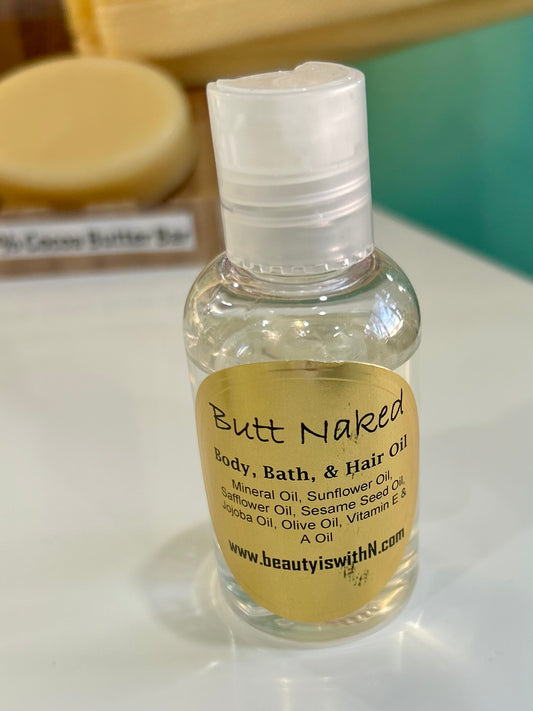 % Cocoa Butter Bar
Butt Naked
Body, Bath, & Hair Oil
Mineral Oil, Sunflower Oil,
Safflower Oil, Sesame Seed Oil,
Jojoba Oil, Olive Oil, Vitamin E &
A Oil
www.beautyiswithN.com